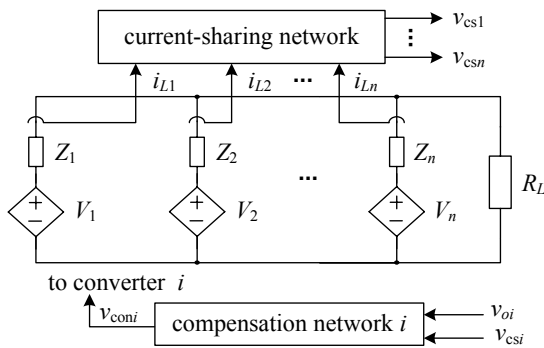 current-sharing network
v_cs1
⋮
v_csn
i_L1 i_L2 ... i_Ln
Z_1 Z_2 Z_n
+ + + R_L
V_1 V_2 ... V_n
− − −
to converter i
v_coni compensation network i v_oi
v_csi